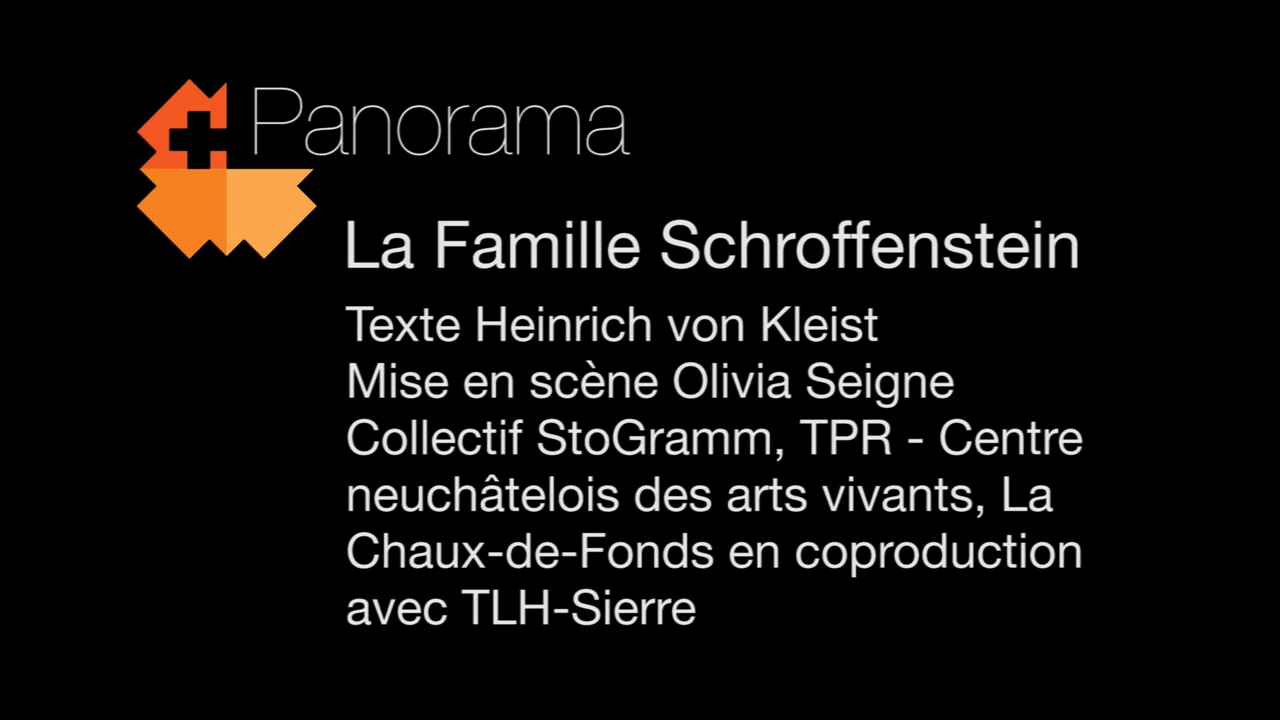 Panorama
La Famille Schroffenstein
Texte Heinrich von Kleist
Mise en scène Olivia Seigne
Collectif StoGramm, TPR - Centre
neuchâtelois des arts vivants, La
Chaux-de-Fonds en coproduction
avec TLH-Sierre